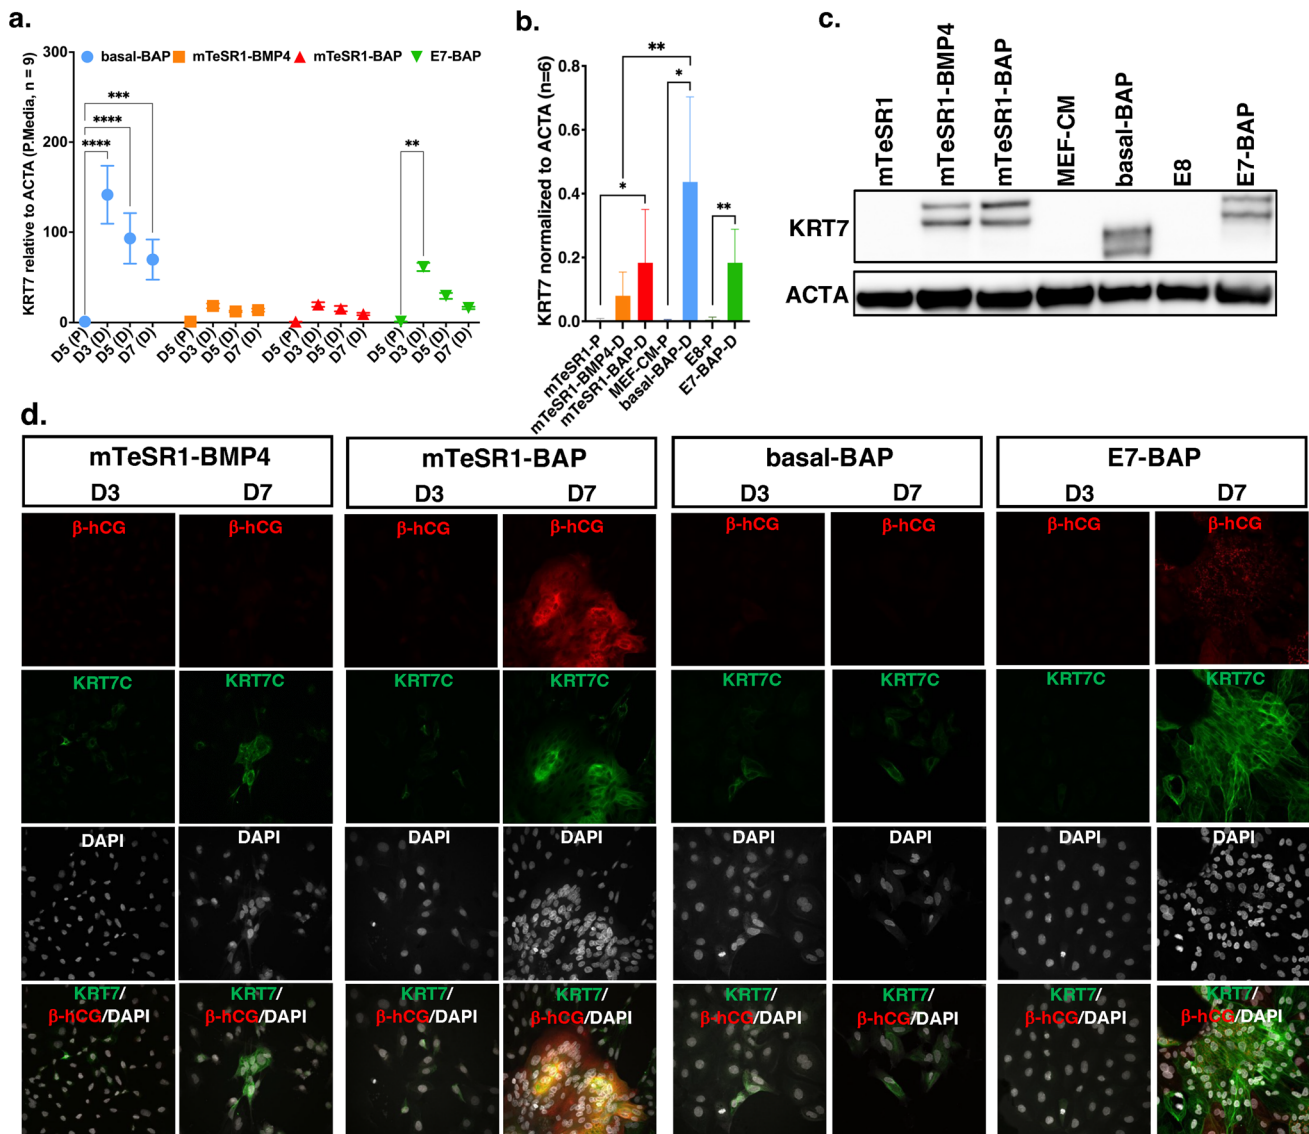 a.
KRT7 relative to ACTA (P.Media, n = 9)
300
200
100
0
basal-BAP mTeSR1-BMP4 mTeSR1-BAP E7-BAP
***
****
****
**
D5 (P) D3 (D) D5 (D) D7 (D) D5 (P) D3 (D) D5 (D) D7 (D) D5 (P) D3 (D) D5 (D) D7 (D) D5 (P) D3 (D) D5 (D) D7 (D)
b.
KRT7 normalized to ACTA (n=6)
0.8
0.6
0.4
0.2
0.0
**
*
*
**
mTeSR1-P
mTeSR1-BMP4-D
mTeSR1-BAP-D
MEF-CM-P
basal-BAP-D
E8-P
E7-BAP-D
c.
mTeSR1
mTeSR1-BMP4
mTeSR1-BAP
MEF-CM
basal-BAP
E8
E7-BAP
KRT7
ACTA
d.
mTeSR1-BMP4 mTeSR1-BAP basal-BAP E7-BAP
D3 D7 D3 D7 D3 D7 D3 D7
β-hCG β-hCG β-hCG β-hCG β-hCG β-hCG β-hCG β-hCG
KRT7C KRT7C KRT7C KRT7C KRT7C KRT7C KRT7C KRT7C
DAPI DAPI DAPI DAPI DAPI DAPI DAPI DAPI
KRT7/ KRT7/ KRT7/ KRT7/ KRT7/ KRT7/ KRT7/ KRT7/
β-hCG/DAPI β-hCG/DAPI β-hCG/DAPI β-hCG/DAPI β-hCG/DAPI β-hCG/DAPI β-hCG/DAPI β-hCG/DAPI